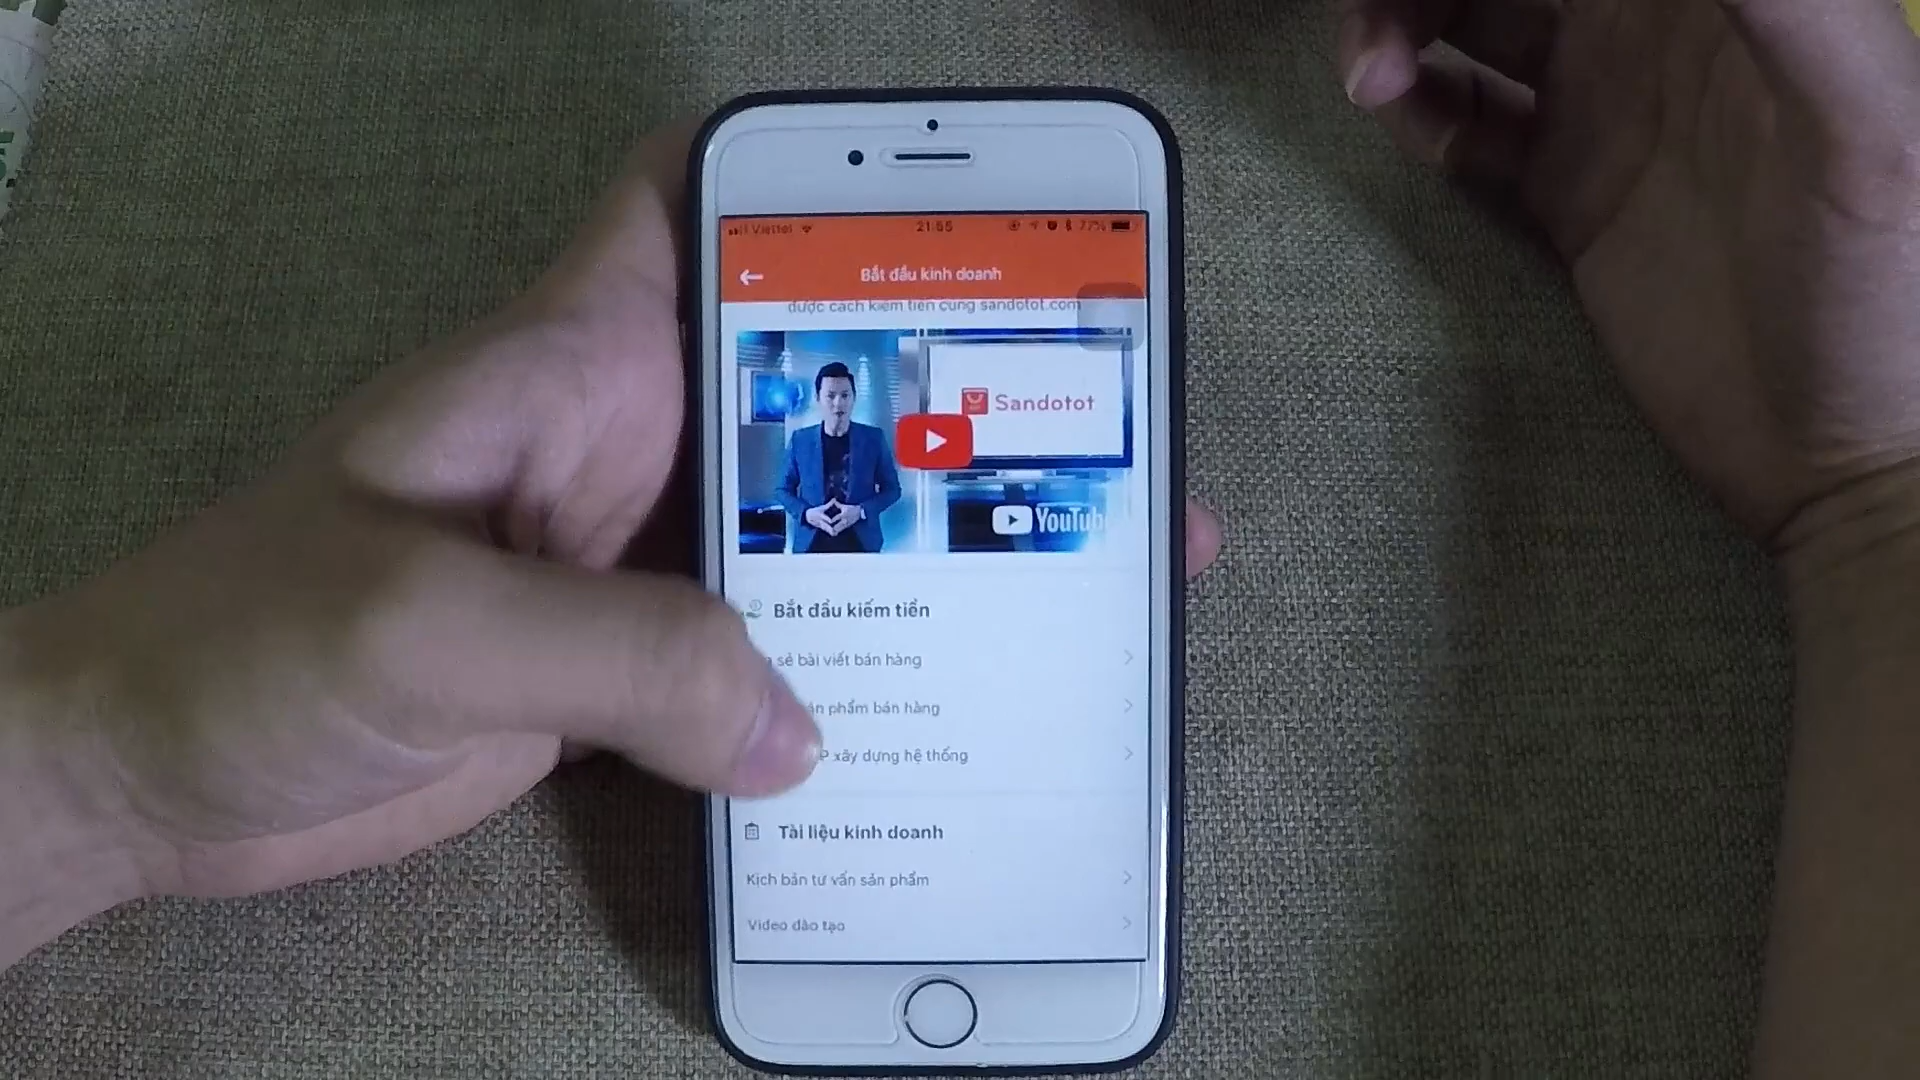 Viettel 21:55 77%
Bắt đầu kinh doanh
được cách kiếm tiền cùng sandotot.com
Sandotot
YouTube
Bắt đầu kiếm tiền
sẻ bài viết bán hàng
phẩm bán hàng
xây dựng hệ thống
Tài liệu kinh doanh
Kịch bản tư vấn sản phẩm
Video đào tạo